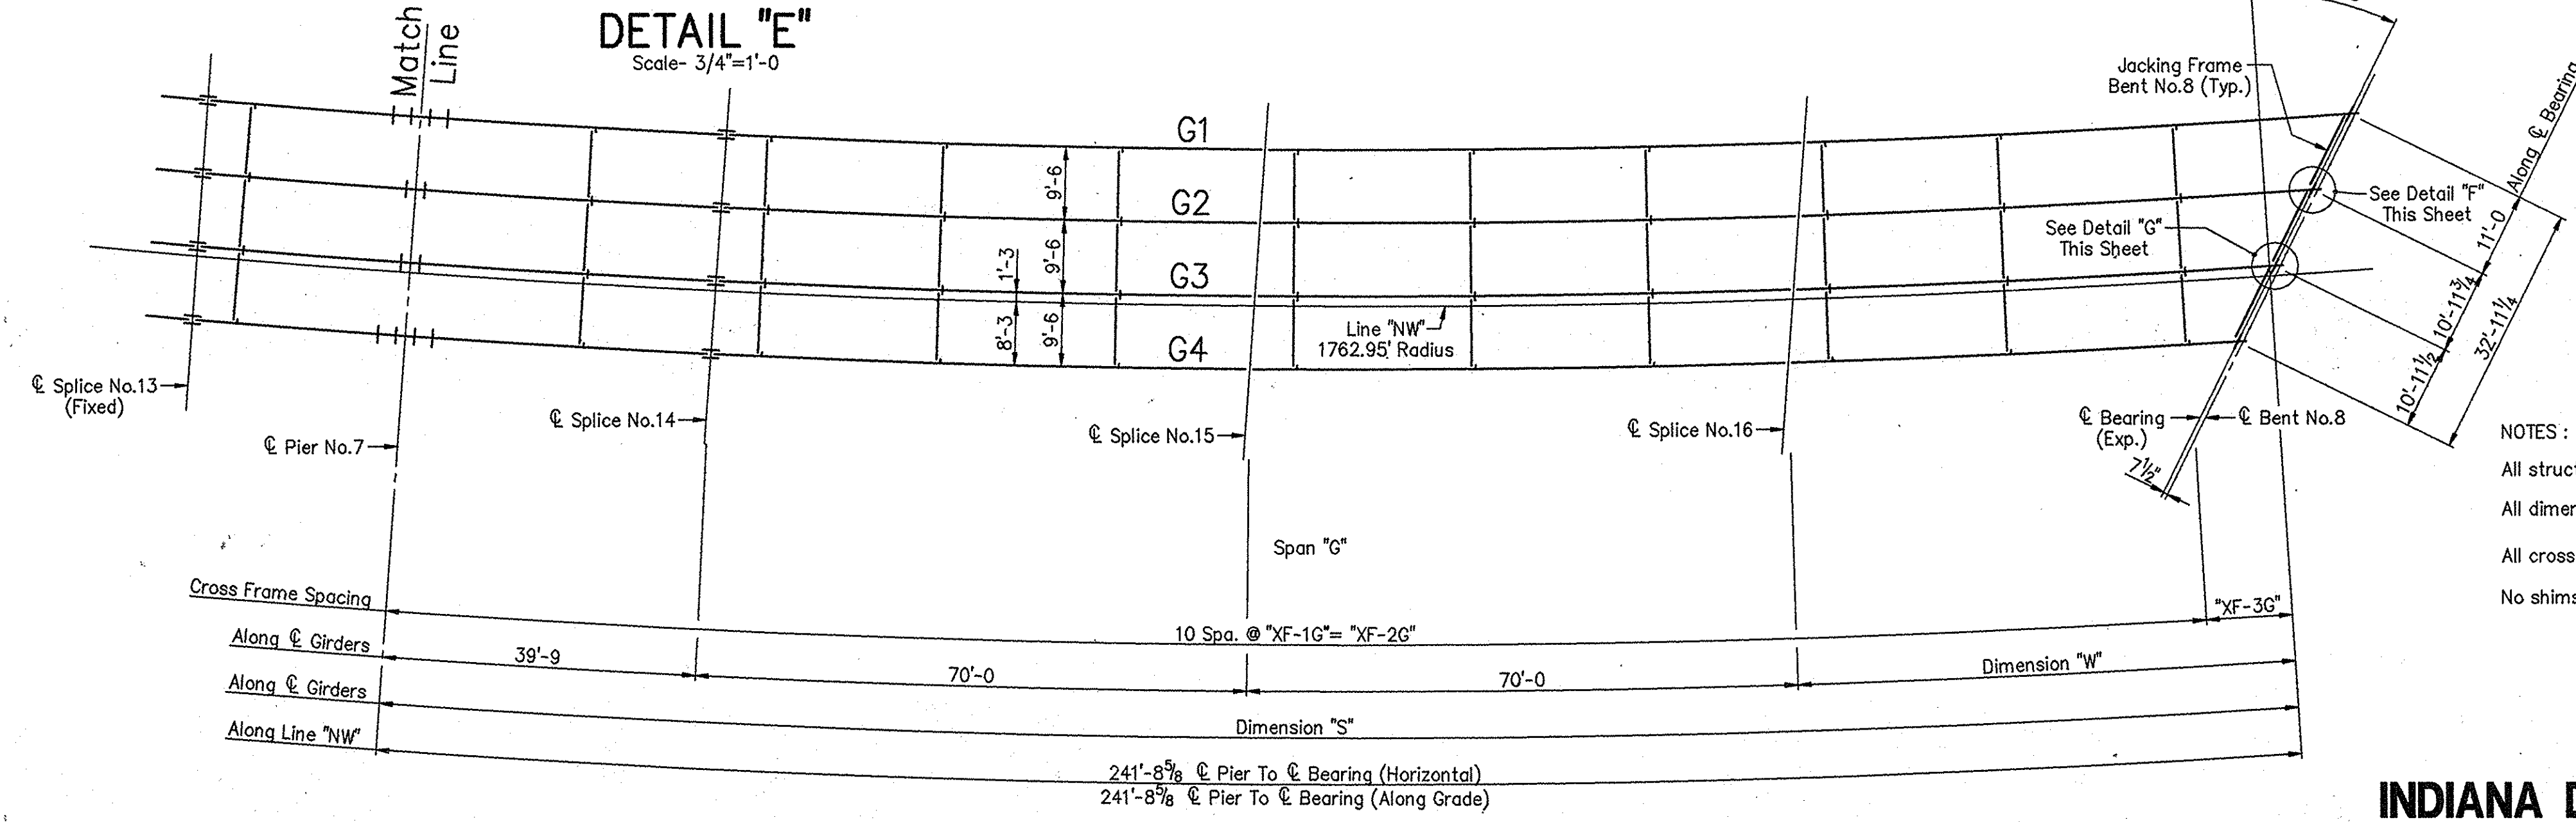 DETAIL "E"
Scale- 3/4"=1'-0
Match
Line
Jacking Frame
Bent No.8 (Typ.)
Along ℄ Bearing
G1
G2
G3
G4
9'-6
9'-6
9'-6
1'-3
8'-3
See Detail "F"
This Sheet
See Detail "G"
This Sheet
11'-0
10'-11¾
10'-11½
32'-11¼
Line "NW"
1762.95' Radius
℄ Splice No.13
(Fixed)
℄ Pier No.7
℄ Splice No.14
℄ Splice No.15
℄ Splice No.16
℄ Bearing
(Exp.)
℄ Bent No.8
7½"
NOTES :
All struct
All dimen
All cross
No shims
Span "G"
Cross Frame Spacing
10 Spa. @ "XF-1G"= "XF-2G"
"XF-3G"
Along ℄ Girders
39'-9
70'-0
70'-0
Dimension "W"
Along ℄ Girders
Dimension "S"
Along Line "NW"
241'-8⅝ ℄ Pier To ℄ Bearing (Horizontal)
241'-8⅝ ℄ Pier To ℄ Bearing (Along Grade)
INDIANA D